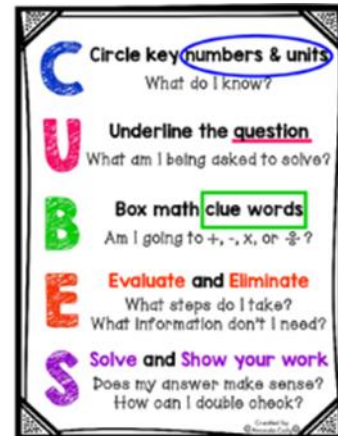 C Circle key numbers & units
What do I know?
U Underline the question
What am I being asked to solve?
B Box math clue words
Am I going to +, -, x, or ÷?
E Evaluate and Eliminate
What steps do I take?
What information don't I need?
S Solve and Show your work
Does my answer make sense?
How can I double check?
Created by